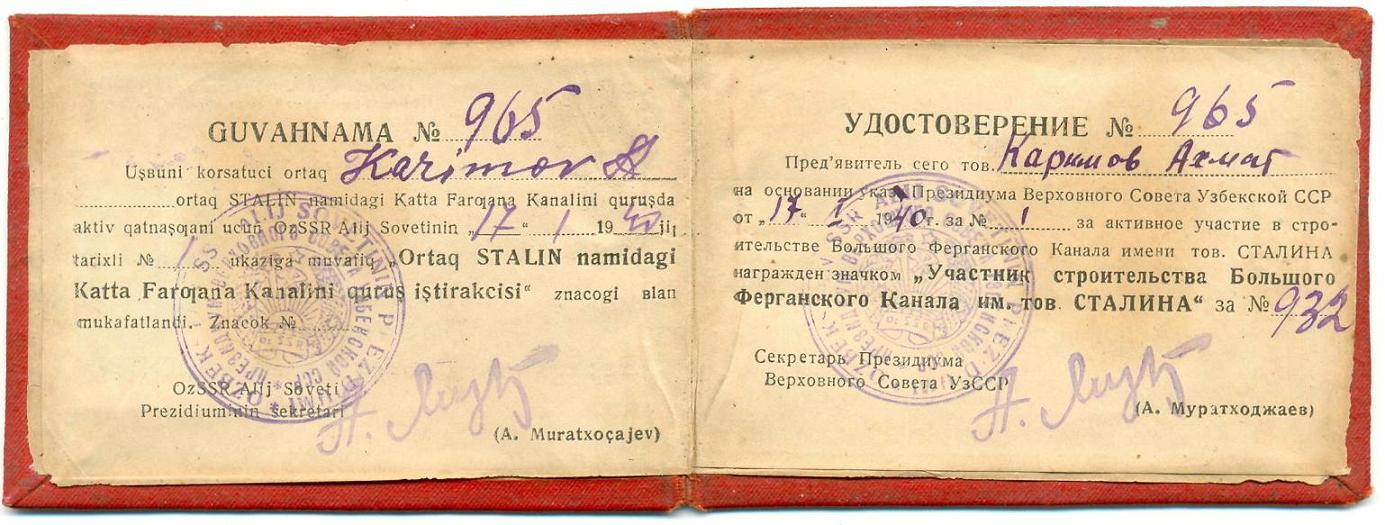 GUVAHNAMA № 965
Uşbuni korsatuci ortaq Karimov A
ortaq STALIN namidagi Katta Farƣana Kanalini quruşda
aktiv qatnaşqani ucun OzSSR Alij Sovetinin „17“ 1 1940 jil
tarixli № ukaziga muvafiq „Ortaq STALIN namidagi
Katta Farƣana Kanalini quruş iştirakcisi“ znacogi вlan
mukafatlandi. Znacok №
OzSSR Alij Soveti
Prezidiuminin sekretari
(A. Muratxoçajev)
УДОСТОВЕРЕНИЕ № 965
Пред'явитель сего тов. Каримов Ахмат
на основании указа Президиума Верховного Совета Узбекской ССР
от „17“ 1 1940 г. за № 1 за активное участие в стро-
ительстве Большого Ферганского Канала имени тов. СТАЛИНА
награжден значком „Участник строительства Большого
Ферганского Канала им. тов. СТАЛИНА“ за № 932
Секретарь Президиума
Верховного Совета УзССР
(А. Муратходжаев)